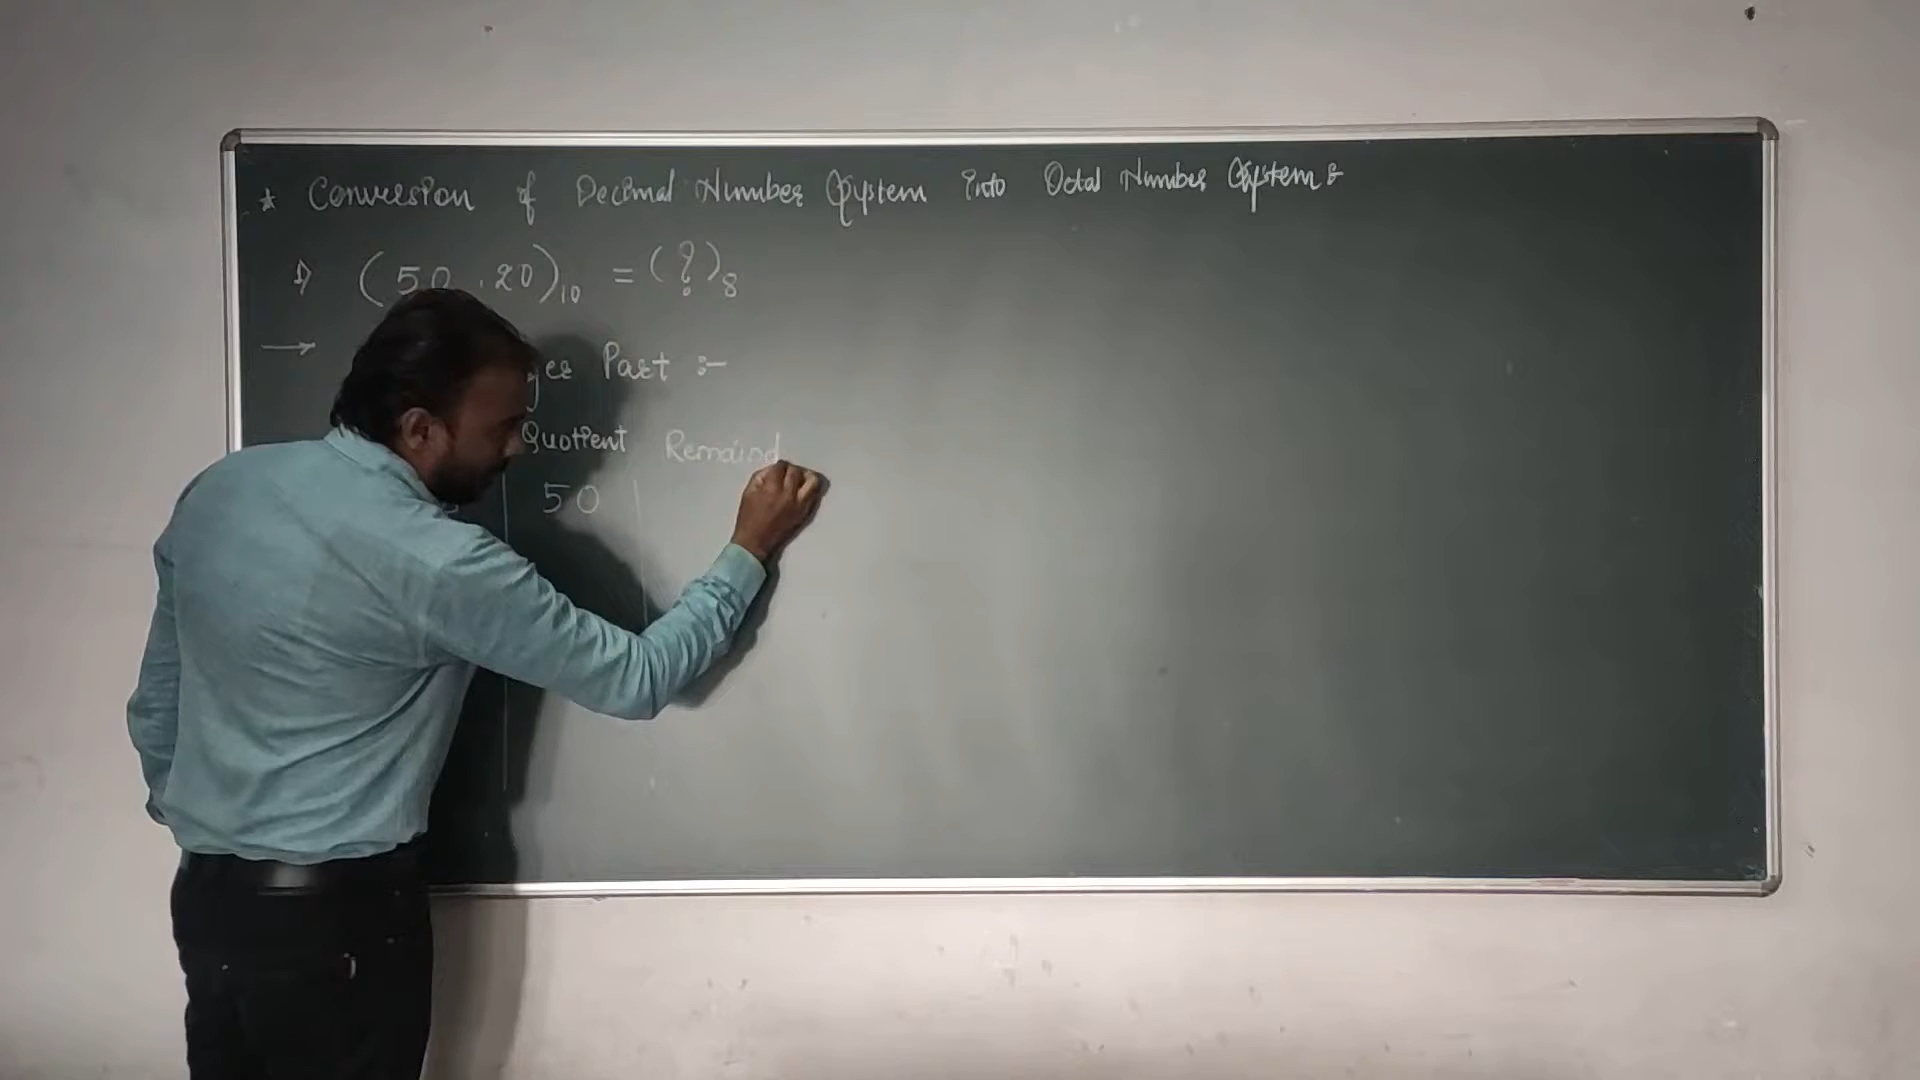 * Conversion of Decimal Number System into Octal Number System :
1) (50.20)10 = (?)8
→
ger Part :-
Quotient Remaind
50